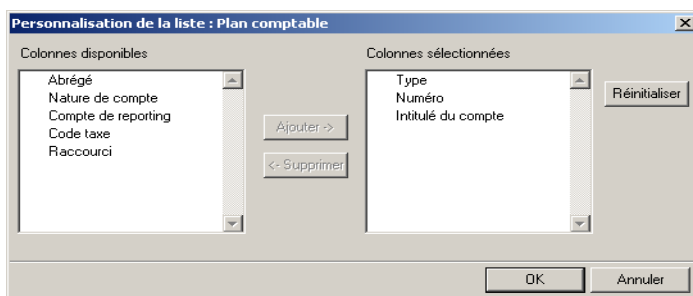 Personnalisation de la liste : Plan comptable
Colonnes disponibles
Abrégé
Nature de compte
Compte de reporting
Code taxe
Raccourci
Ajouter ->
<- Supprimer
Colonnes sélectionnées
Type
Numéro
Intitulé du compte
Réinitialiser
OK
Annuler